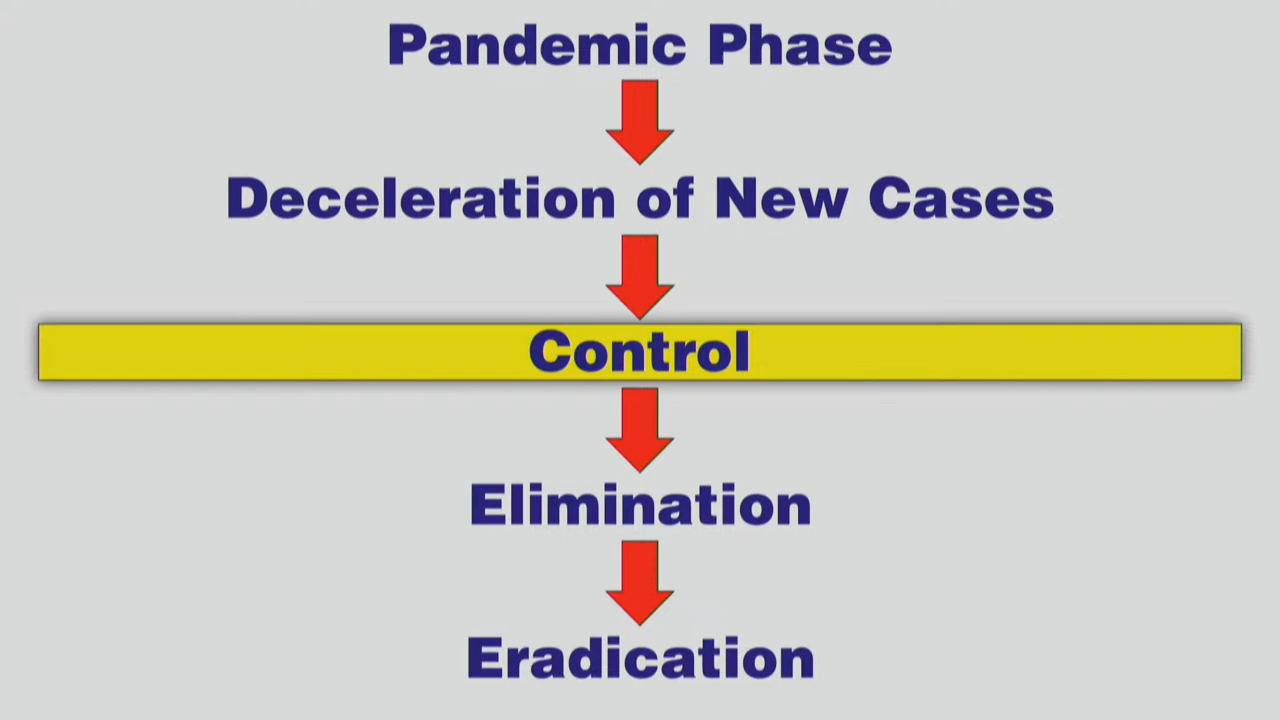 Pandemic Phase
Deceleration of New Cases
Control
Elimination
Eradication